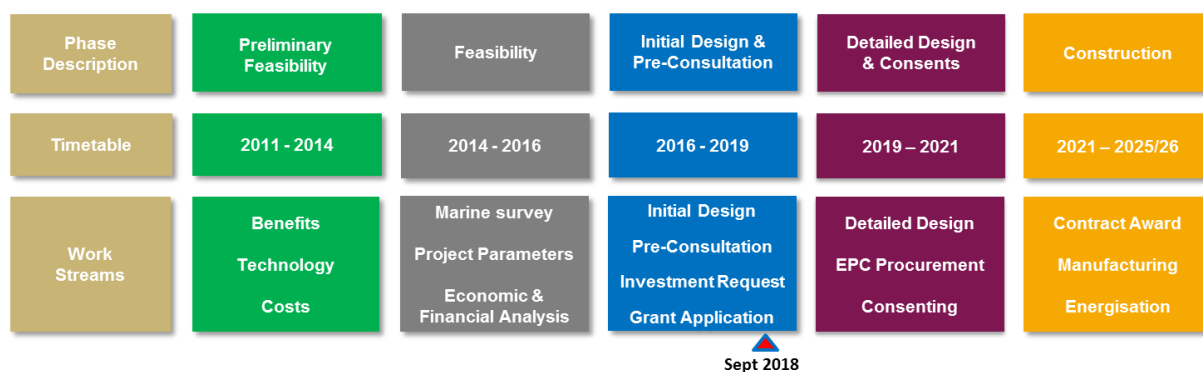 Phase
Description
Preliminary
Feasibility
Feasibility
Initial Design &
Pre-Consultation
Detailed Design
& Consents
Construction
Timetable
2011 - 2014
2014 - 2016
2016 - 2019
2019 – 2021
2021 – 2025/26
Work
Streams
Benefits
Technology
Costs
Marine survey
Project Parameters
Economic &
Financial Analysis
Initial Design
Pre-Consultation
Investment Request
Grant Application
Detailed Design
EPC Procurement
Consenting
Contract Award
Manufacturing
Energisation
Sept 2018